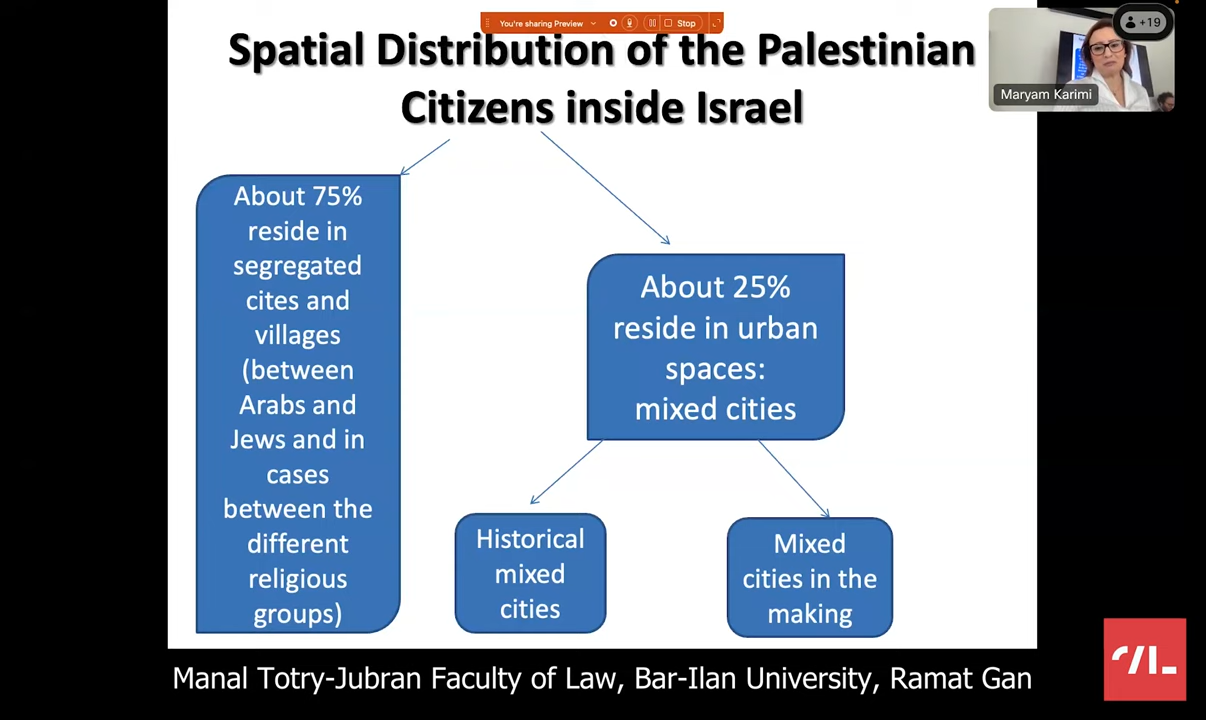 You're sharing Preview
Stop
Spatial Distribution of the Palestinian
Citizens inside Israel
+19
Maryam Karimi
About 75%
reside in
segregated
cites and
villages
(between
Arabs and
Jews and in
cases
between the
different
religious
groups)
About 25%
reside in urban
spaces:
mixed cities
Historical
mixed
cities
Mixed
cities in the
making
Manal Totry-Jubran Faculty of Law, Bar-Ilan University, Ramat Gan